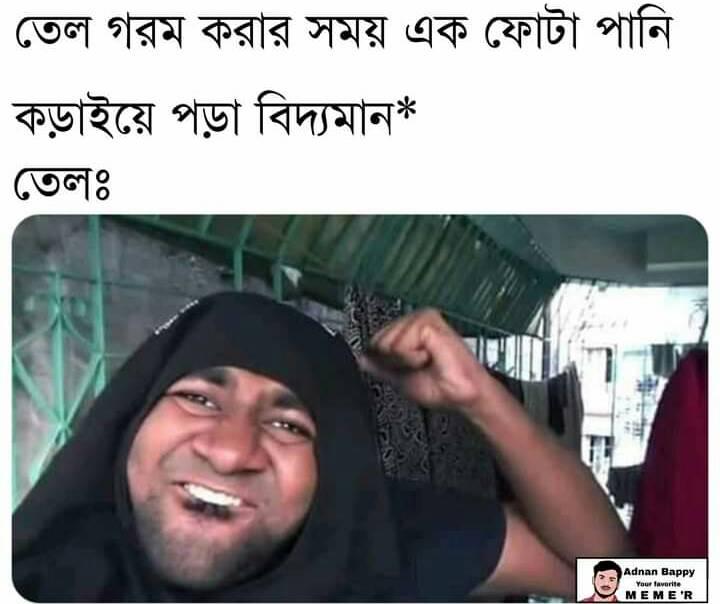 তেল গরম করার সময় এক ফোটা পানি
কড়াইয়ে পড়া বিদ্যমান*
তেলঃ
Adnan Bappy
Your favorite
MEME'R